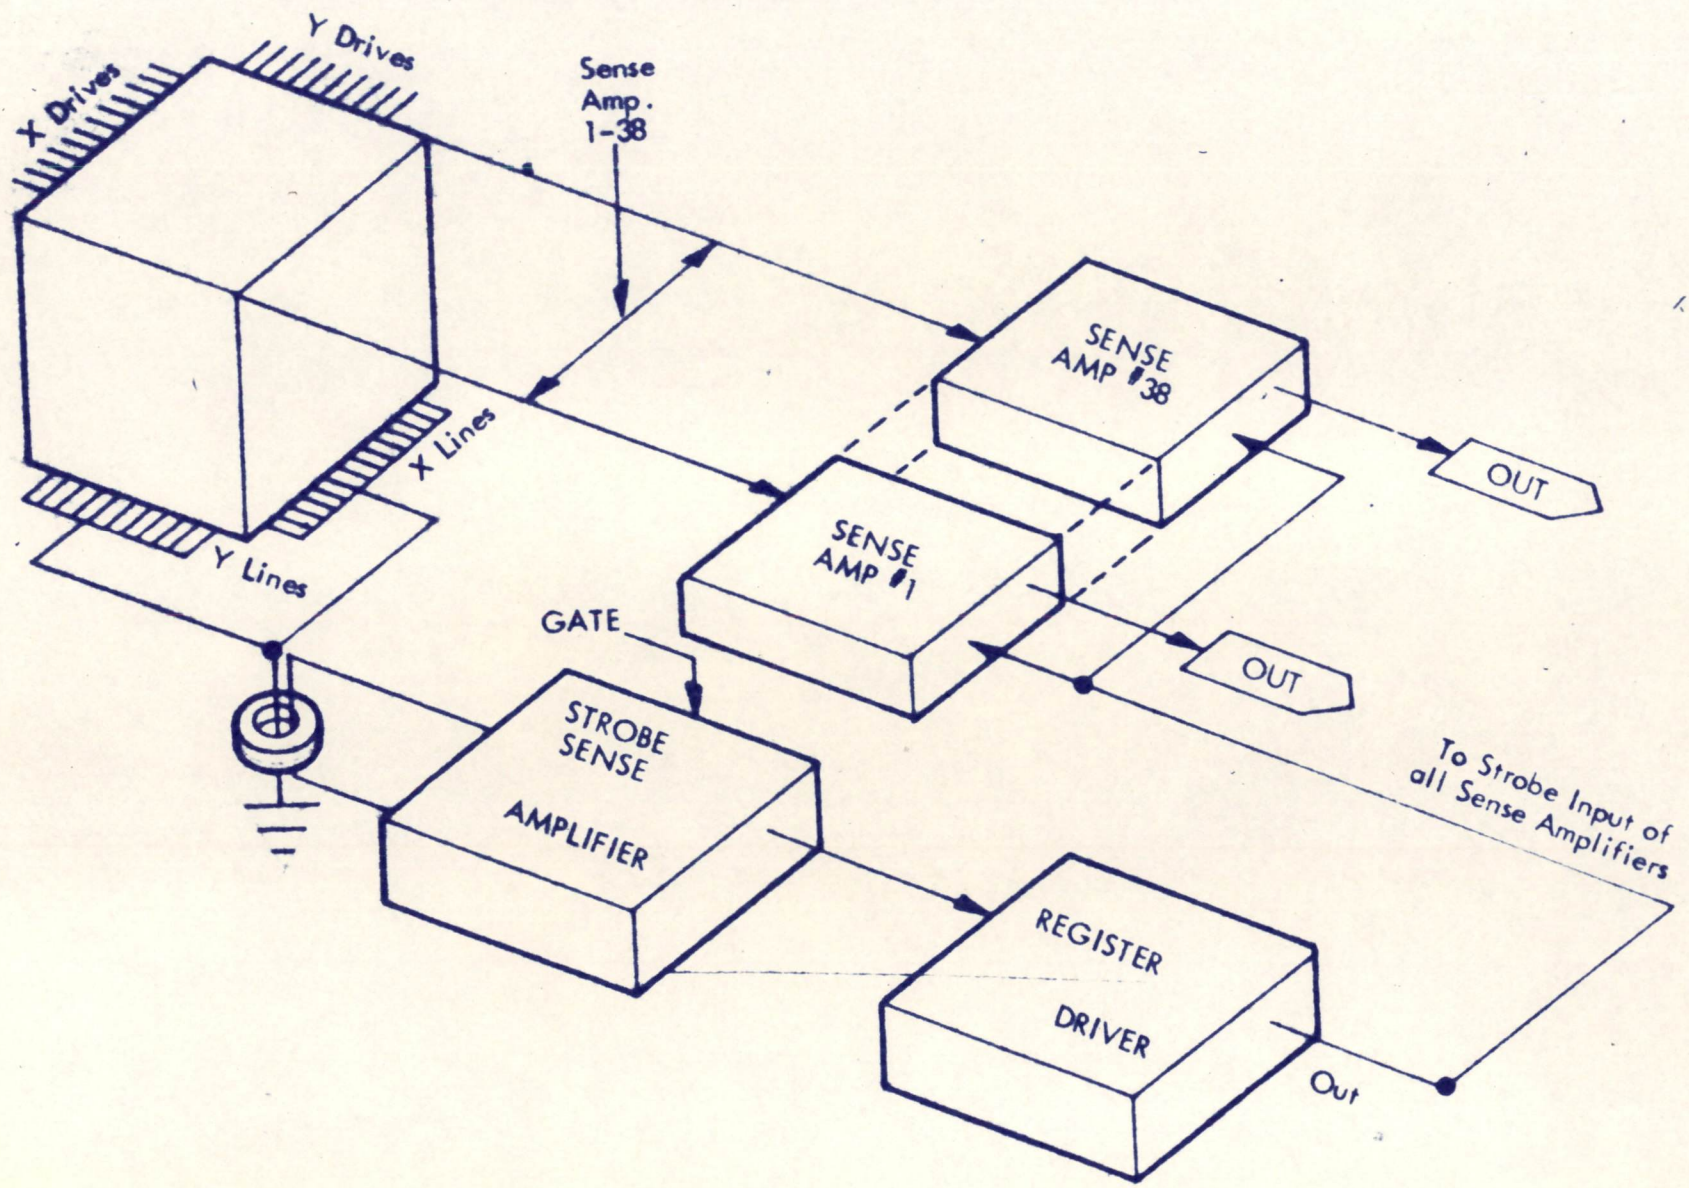 Y Drives
X Drives
Sense
Amp.
1-38
SENSE
AMP #38
X Lines
OUT
SENSE
AMP #1
Y Lines
GATE
OUT
STROBE
SENSE
AMPLIFIER
To Strobe Input of
all Sense Amplifiers
REGISTER
DRIVER
Out